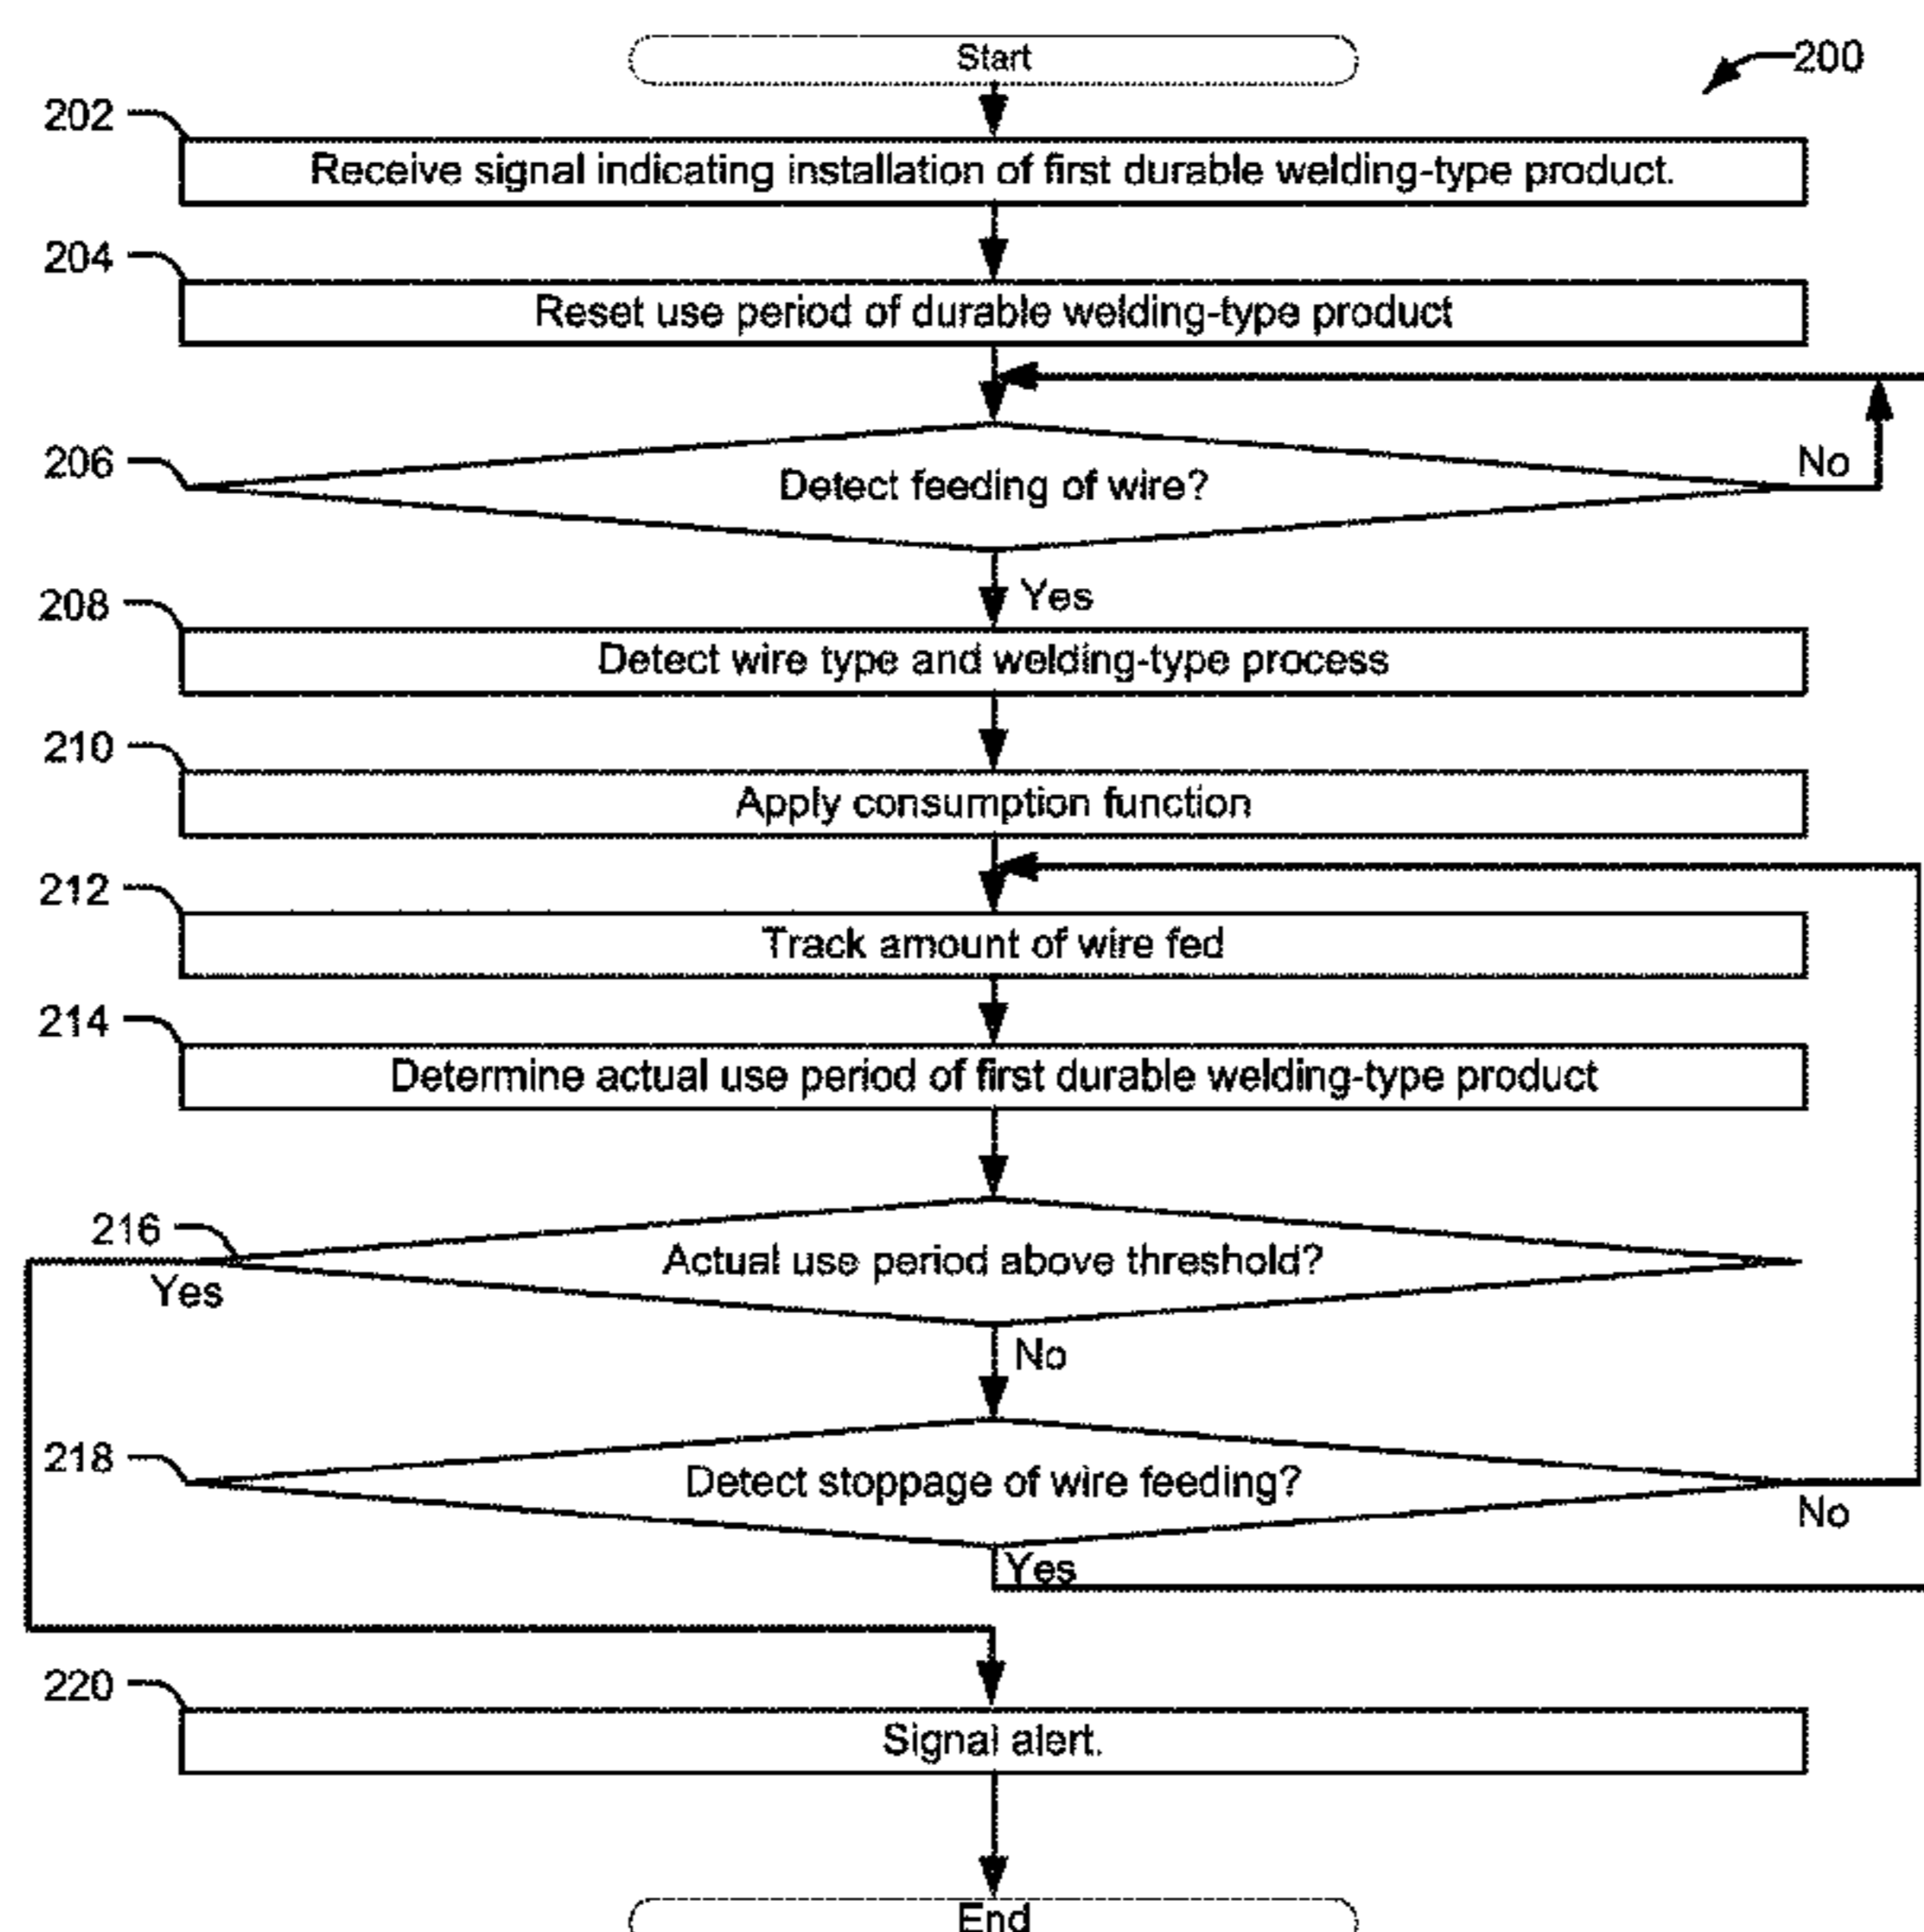 Start
200
202
Receive signal indicating installation of first durable welding-type product.
204
Reset use period of durable welding-type product
206
Detect feeding of wire?
No
Yes
208
Detect wire type and welding-type process
210
Apply consumption function
212
Track amount of wire fed
214
Determine actual use period of first durable welding-type product
216
Actual use period above threshold?
Yes
No
218
Detect stoppage of wire feeding?
No
Yes
220
Signal alert.
End